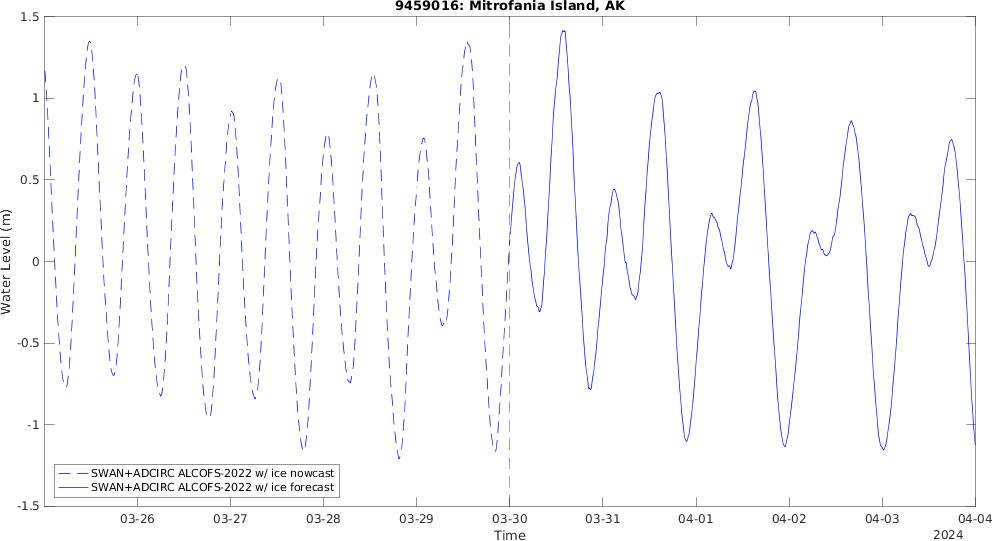 9459016: Mitrofania Island, AK
1.5
1
0.5
0
-0.5
-1
-1.5
Water Level (m)
SWAN+ADCIRC ALCOFS-2022 w/ ice nowcast
SWAN+ADCIRC ALCOFS-2022 w/ ice forecast
03-26 03-27 03-28 03-29 03-30 03-31 04-01 04-02 04-03 04-04
Time
2024